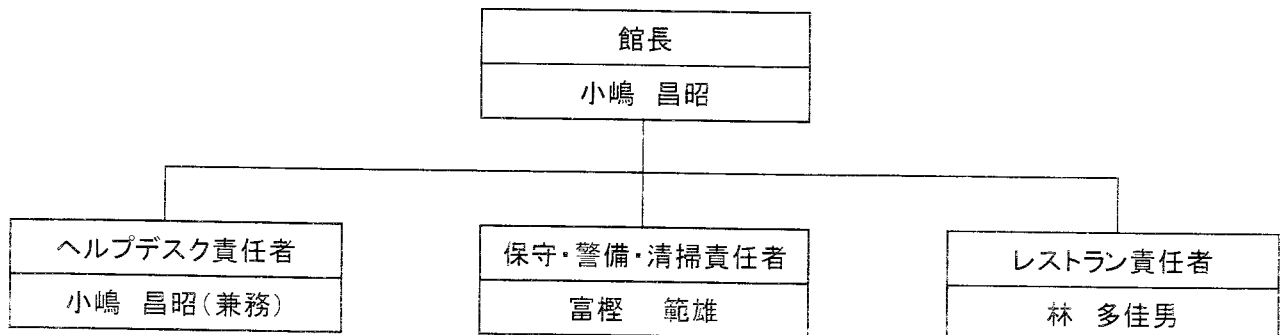 館長
小嶋 昌昭
ヘルプデスク責任者
小嶋 昌昭(兼務)
保守・警備・清掃責任者
富樫 範雄
レストラン責任者
林 多佳男